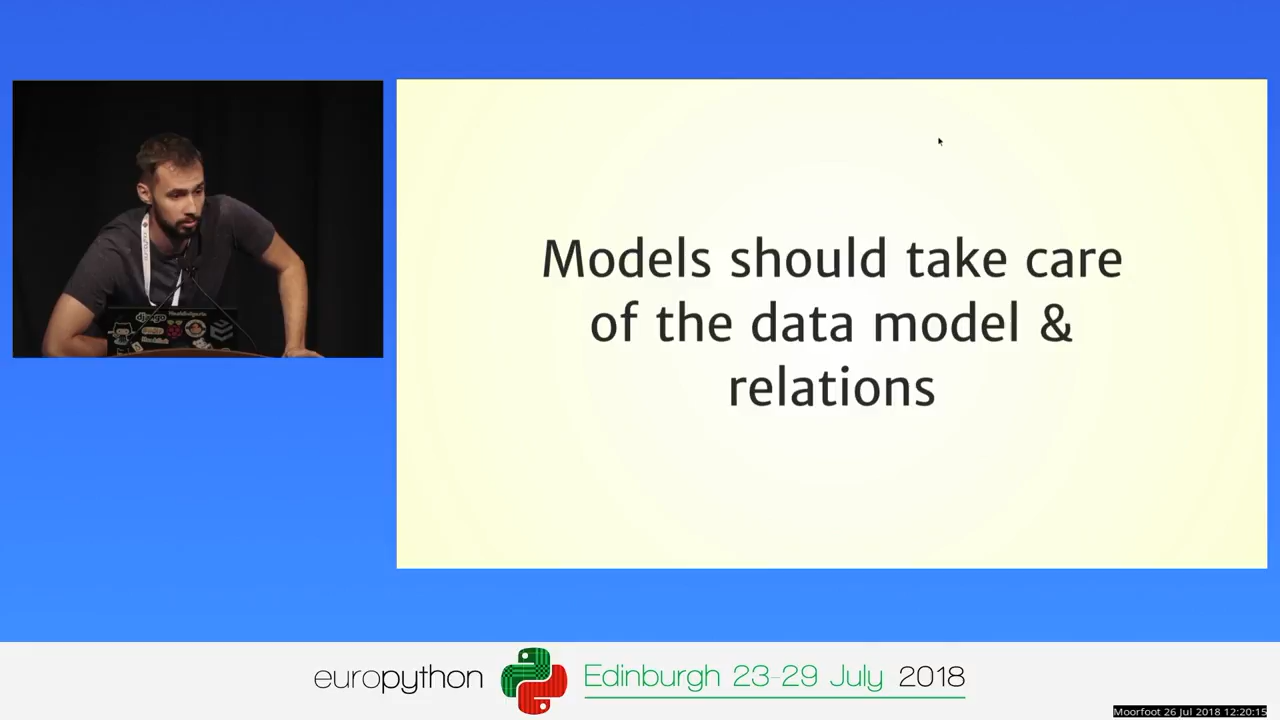 Models should take care
of the data model &
relations
django
europython
Edinburgh 23-29 July 2018
Moorfoot 26 Jul 2018 12:20:15